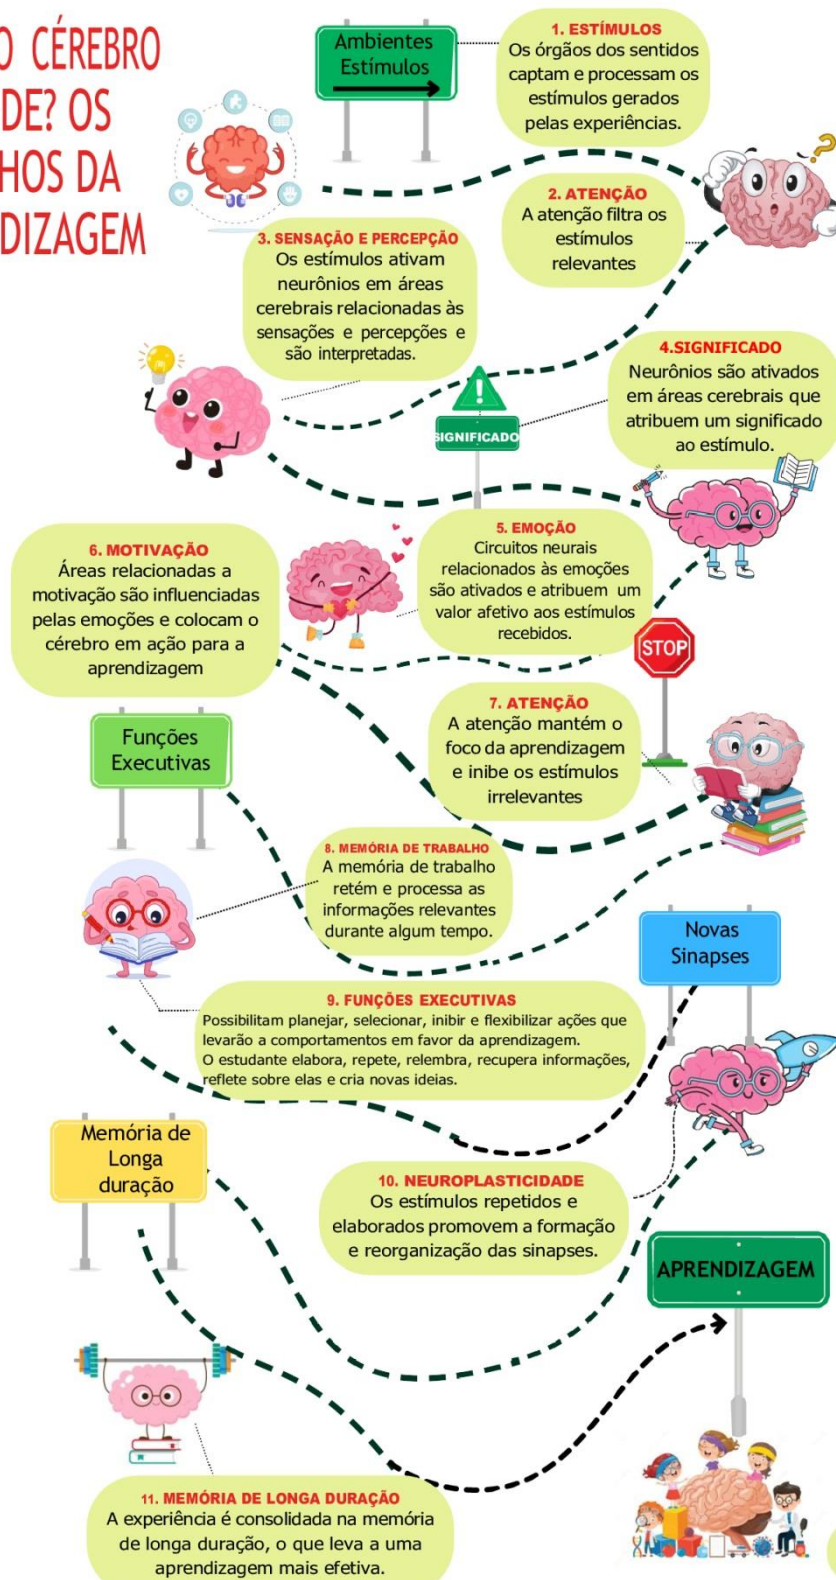 O CÉREBRO
DE? OS
HOS DA
DIZAGEM
Ambientes
Estímulos
1. ESTÍMULOS
Os órgãos dos sentidos
captam e processam os
estímulos gerados
pelas experiências.
2. ATENÇÃO
A atenção filtra os
estímulos
relevantes
3. SENSAÇÃO E PERCEPÇÃO
Os estímulos ativam
neurônios em áreas
cerebrais relacionadas às
sensações e percepções e
são interpretadas.
4.SIGNIFICADO
Neurônios são ativados
em áreas cerebrais que
atribuem um significado
ao estímulo.
SIGNIFICADO
5. EMOÇÃO
Circuitos neurais
relacionados às emoções
são ativados e atribuem um
valor afetivo aos estímulos
recebidos.
6. MOTIVAÇÃO
Áreas relacionadas a
motivação são influenciadas
pelas emoções e colocam o
cérebro em ação para a
aprendizagem
STOP
7. ATENÇÃO
A atenção mantém o
foco da aprendizagem
e inibe os estímulos
irrelevantes
Funções
Executivas
8. MEMÓRIA DE TRABALHO
A memória de trabalho
retém e processa as
informações relevantes
durante algum tempo.
Novas
Sinapses
9. FUNÇÕES EXECUTIVAS
Possibilitam planejar, selecionar, inibir e flexibilizar ações que
levarão a comportamentos em favor da aprendizagem.
O estudante elabora, repete, relembra, recupera informações,
reflete sobre elas e cria novas ideias.
Memória de
Longa
duração
10. NEUROPLASTICIDADE
Os estímulos repetidos e
elaborados promovem a formação
e reorganização das sinapses.
APRENDIZAGEM
11. MEMÓRIA DE LONGA DURAÇÃO
A experiência é consolidada na memória
de longa duração, o que leva a uma
aprendizagem mais efetiva.